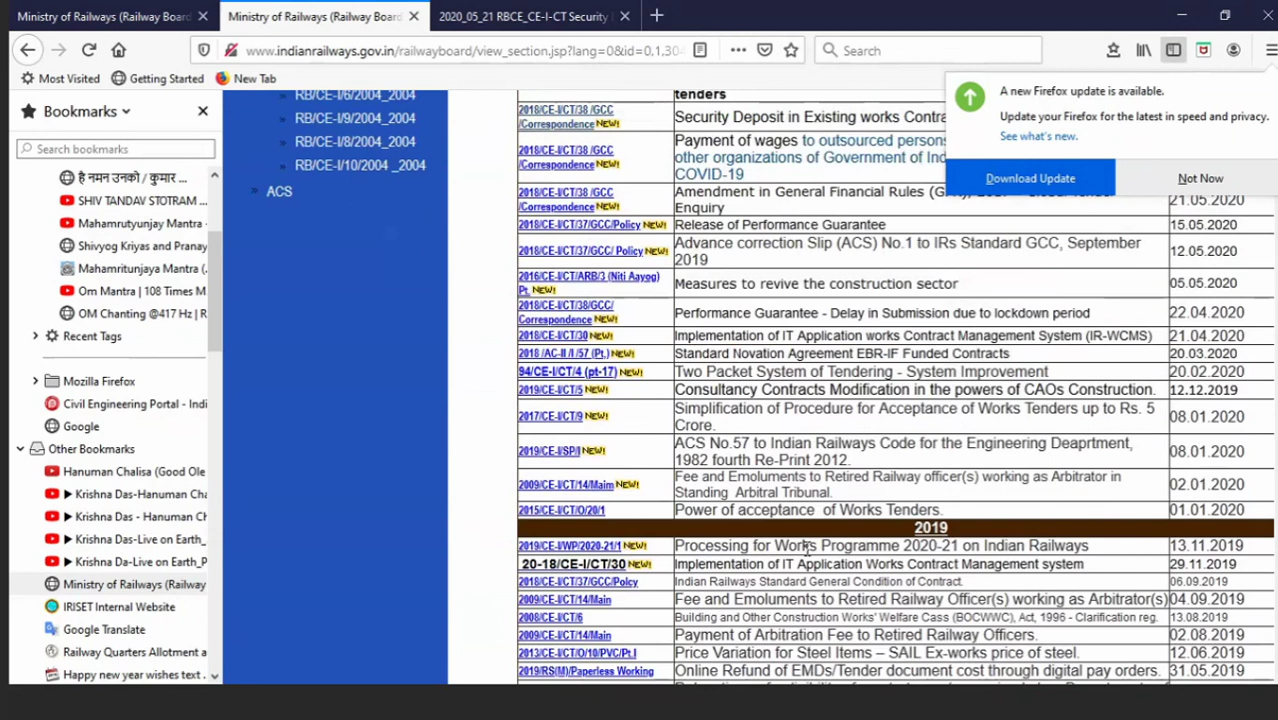 Ministry of Railways (Railway Board
Ministry of Railways (Railway Board
2020_05_21 RBCE_CE-I-CT Security
www.indianrailways.gov.in/railwayboard/view_section.jsp?lang=0&id=0,1,304
Search
Most Visited
Getting Started
New Tab
Bookmarks
Search bookmarks
है नमन उनको / कुमार ...
SHIV TANDAV STOTRAM
Mahamrutyunjay Mantra -
Shivyog Kriyas and Pranay
Mahamritunjaya Mantra (
Om Mantra | 108 Times M
OM Chanting @417 Hz | R
Recent Tags
Mozilla Firefox
Civil Engineering Portal - Indi
Google
Other Bookmarks
Hanuman Chalisa (Good Ole
► Krishna Das-Hanuman Cha
► Krishna Das - Hanuman Ch
► Krishna Das-Live on Earth_
► Krishna Da-Live on Earth_P
Ministry of Railways (Railway
IRISET Internal Website
Google Translate
Railway Quarters Allotment a
Happy new year wishes text .
RB/CE-I/6/2004_2004
RB/CE-I/9/2004_2004
RB/CE-I/8/2004_2004
RB/CE-I/10/2004 _2004
ACS
A new Firefox update is available.
Update your Firefox for the latest in speed and privacy.
See what's new.
Download Update
Not Now
tenders
2018/CE-I/CT/38 /GCC /Correspondence NEW! Security Deposit in Existing works Contra
2018/CE-I/CT/38 /GCC /Correspondence NEW! Payment of wages to outsourced persons
other organizations of Government of Ind
COVID-19
2018/CE-I/CT/38 /GCC /Correspondence NEW! Amendment in General Financial Rules
Enquiry
21.05.2020
2018/CE-I/CT/37/GCC/Policy NEW! Release of Performance Guarantee 15.05.2020
2018/CE-I/CT/37/GCC/ Policy NEW! Advance correction Slip (ACS) No.1 to IRs Standard GCC, September
2019 12.05.2020
2016/CE-I/CT/ARB/3 (Niti Aayog) Pt. NEW! Measures to revive the construction sector 05.05.2020
2018/CE-I/CT/38/GCC/ Correspondence NEW! Performance Guarantee - Delay in Submission due to lockdown period 22.04.2020
2018/CE-I/CT/30 NEW! Implementation of IT Application works Contract Management System (IR-WCMS) 21.04.2020
2018 /AC-II /I /57 (Pt.) NEW! Standard Novation Agreement EBR-IF Funded Contracts 20.03.2020
94/CE-I/CT/4 (pt-17) NEW! Two Packet System of Tendering - System Improvement 20.02.2020
2019/CE-I/CT/5 NEW! Consultancy Contracts Modification in the powers of CAOs Construction. 12.12.2019
2017/CE-I/CT/9 NEW! Simplification of Procedure for Acceptance of Works Tenders up to Rs. 5
Crore. 08.01.2020
2019/CE-I/SP/I NEW! ACS No.57 to Indian Railways Code for the Engineering Deaprtment,
1982 fourth Re-Print 2012. 08.01.2020
2009/CE-I/CT/14/Maim NEW! Fee and Emoluments to Retired Railway officer(s) working as Arbitrator in
Standing Arbitral Tribunal. 02.01.2020
2015/CE-I/CT/O/20/1 Power of acceptance of Works Tenders. 01.01.2020
2019
2019/CE-I/WP/2020-21/1 NEW! Processing for Works Programme 2020-21 on Indian Railways 13.11.2019
20-18/CE-I/CT/30 NEW! Implementation of IT Application Works Contract Management system 29.11.2019
2018/CE-I/CT/37/GCC/Polcy Indian Railways Standard General Condition of Contract. 06.09.2019
2009/CE-I/CT/14/Main Fee and Emoluments to Retired Railway Officer(s) working as Arbitrator(s) 04.09.2019
2008/CE-I/CT/6 Building and Other Construction Works' Welfare Cass (BOCWWC), Act, 1996 - Clarification reg. 13.08.2019
2009/CE-I/CT/14/Main Payment of Arbitration Fee to Retired Railway Officers. 02.08.2019
2013/CE-I/CT/O/10/PVC/Pt.I Price Variation for Steel Items – SAIL Ex-works price of steel. 12.06.2019
2019/RS(M)/Paperless Working Online Refund of EMDs/Tender document cost through digital pay orders. 31.05.2019